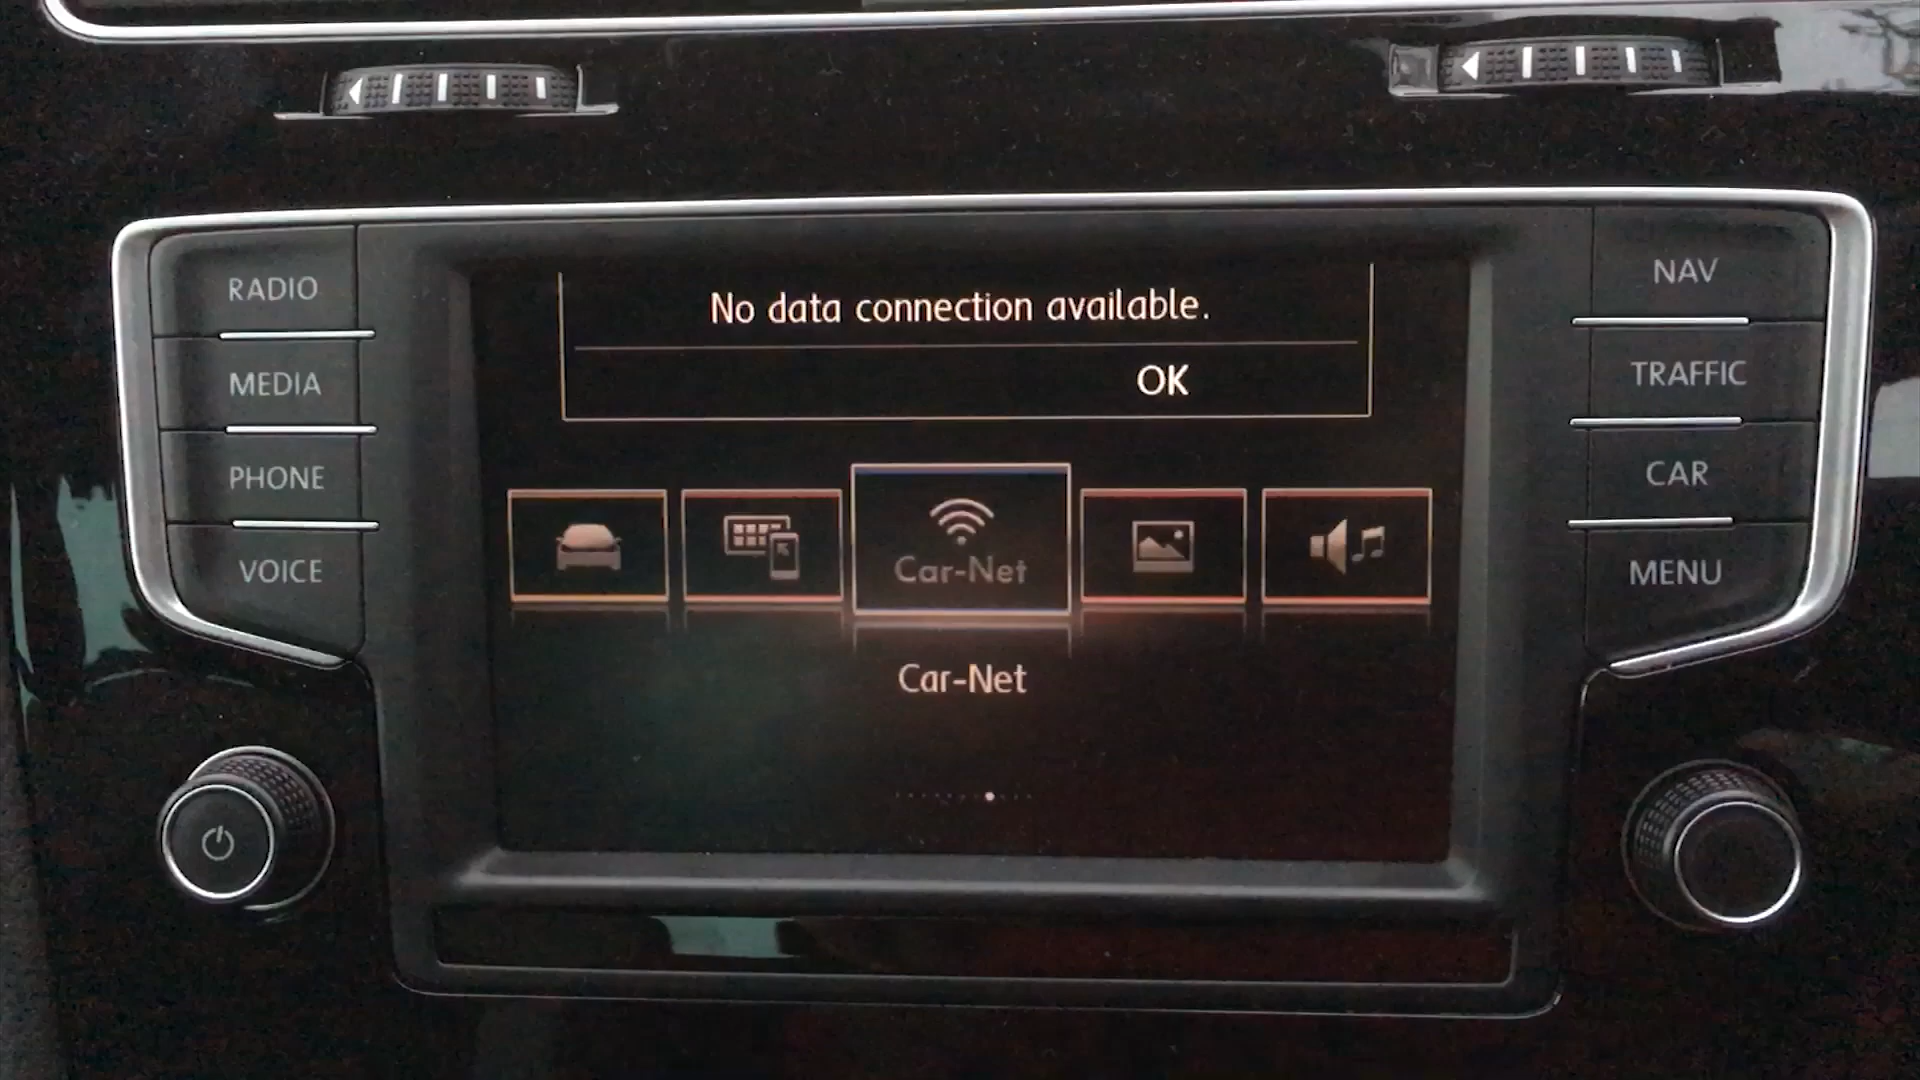 RADIO
MEDIA
PHONE
VOICE
No data connection available.
OK
Car-Net
Car-Net
NAV
TRAFFIC
CAR
MENU